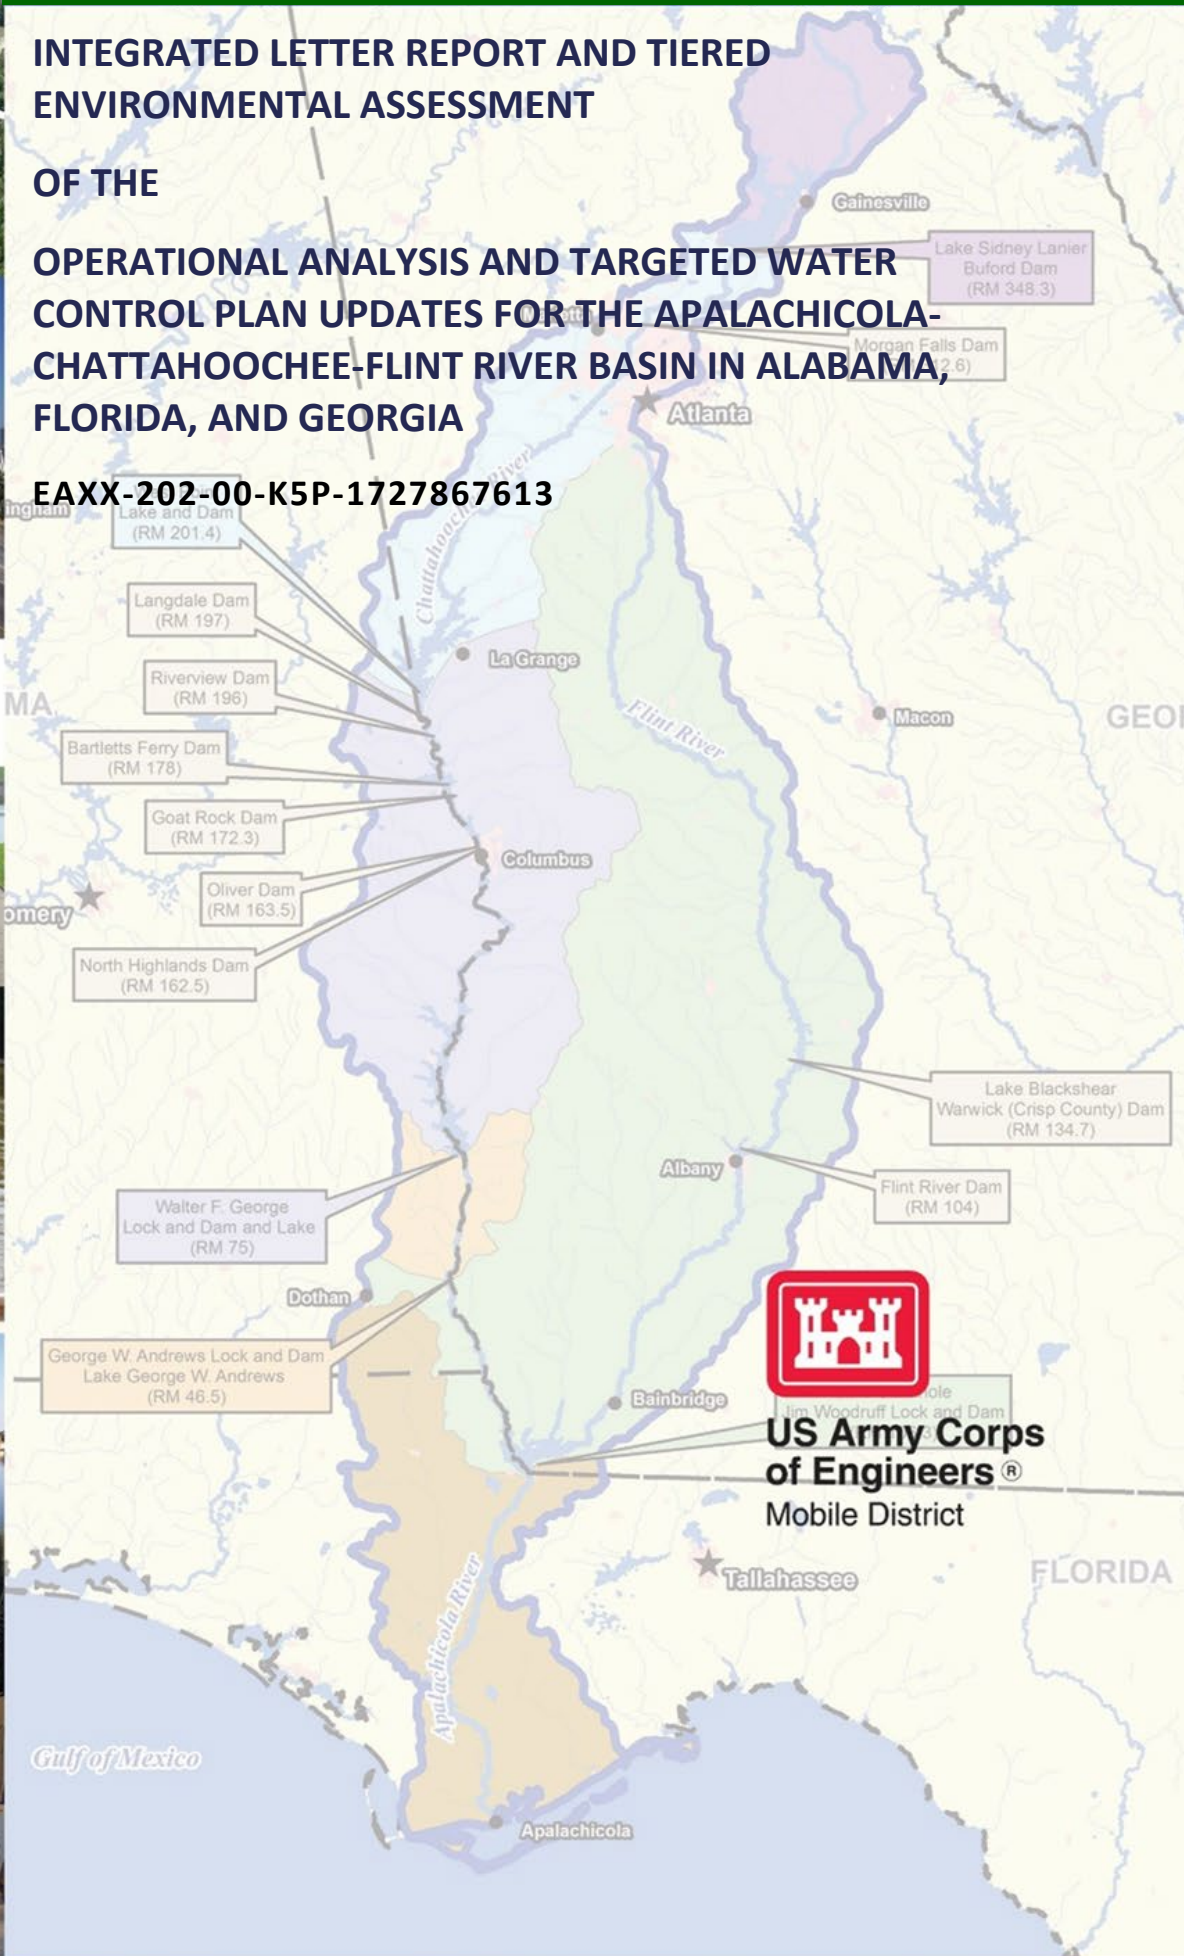 INTEGRATED LETTER REPORT AND TIERED
ENVIRONMENTAL ASSESSMENT
OF THE
OPERATIONAL ANALYSIS AND TARGETED WATER
CONTROL PLAN UPDATES FOR THE APALACHICOLA-
CHATTAHOOCHEE-FLINT RIVER BASIN IN ALABAMA,
FLORIDA, AND GEORGIA
EAXX-202-00-K5P-1727867613
Gainesville
Lake Sidney Lanier
Buford Dam
(RM 348.3)
Morgan Falls Dam
2.6)
Atlanta
Chattahoochee River
ingham
Lake and Dam
(RM 201.4)
Langdale Dam
(RM 197)
La Grange
Riverview Dam
(RM 196)
MA
Flint River
Macon
GEO
Bartletts Ferry Dam
(RM 178)
Goat Rock Dam
(RM 172.3)
Columbus
Oliver Dam
(RM 163.5)
omery
North Highlands Dam
(RM 162.5)
Lake Blackshear
Warwick (Crisp County) Dam
(RM 134.7)
Albany
Flint River Dam
(RM 104)
Walter F. George
Lock and Dam and Lake
(RM 75)
Dothan
George W. Andrews Lock and Dam
Lake George W. Andrews
(RM 46.5)
Bainbridge
ole
Jim Woodruff Lock and Dam
US Army Corps
of Engineers ®
Mobile District
Tallahassee
FLORIDA
Apalachicola River
Gulf of Mexico
Apalachicola